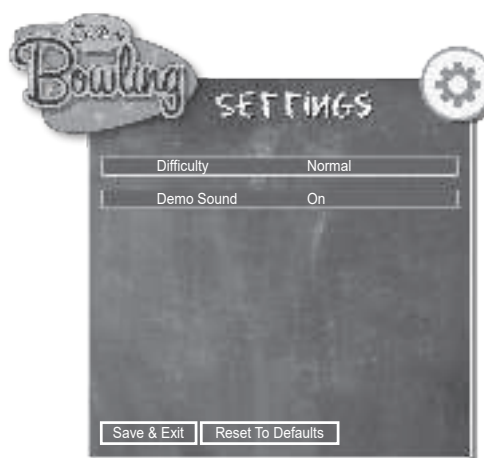 Bowling
SETTINGS
Difficulty Normal
Demo Sound On
Save & Exit Reset To Defaults